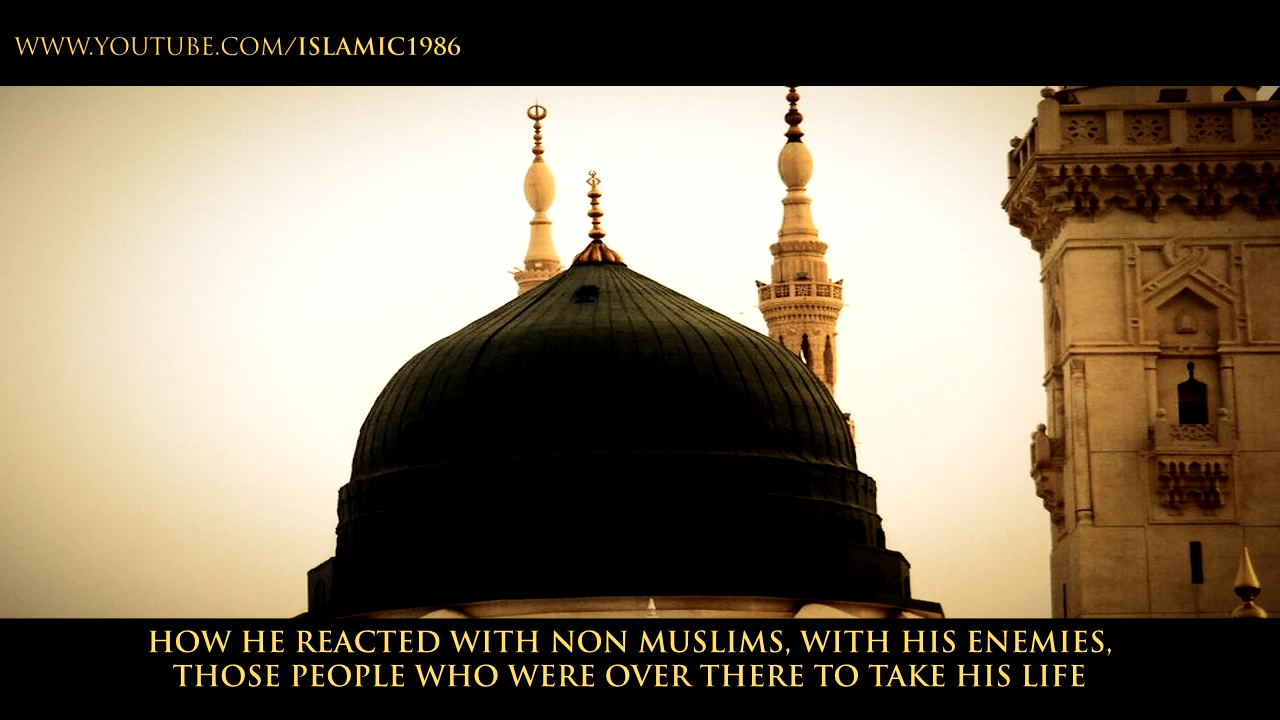 WWW.YOUTUBE.COM/ISLAMIC1986
HOW HE REACTED WITH NON MUSLIMS, WITH HIS ENEMIES,
THOSE PEOPLE WHO WERE OVER THERE TO TAKE HIS LIFE